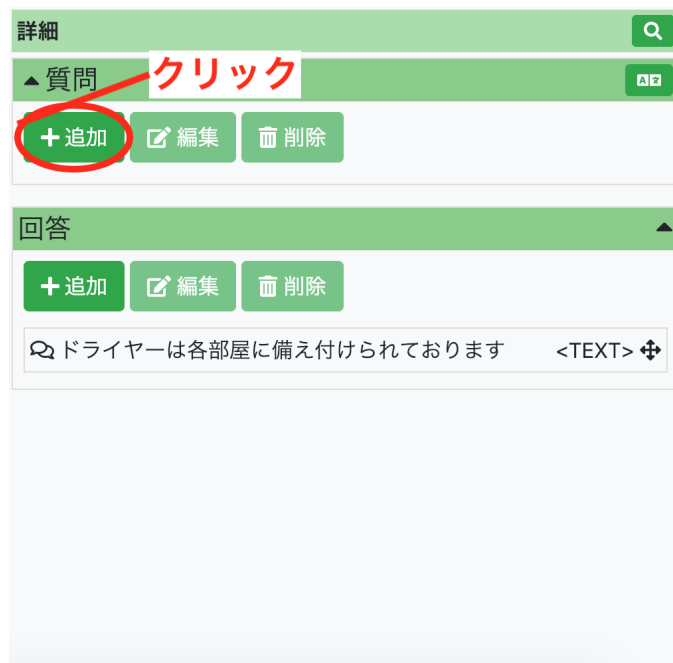 詳細
質問 クリック
A 文
追加 編集 削除
回答
追加 編集 削除
ドライヤーは各部屋に備え付けられております <TEXT>